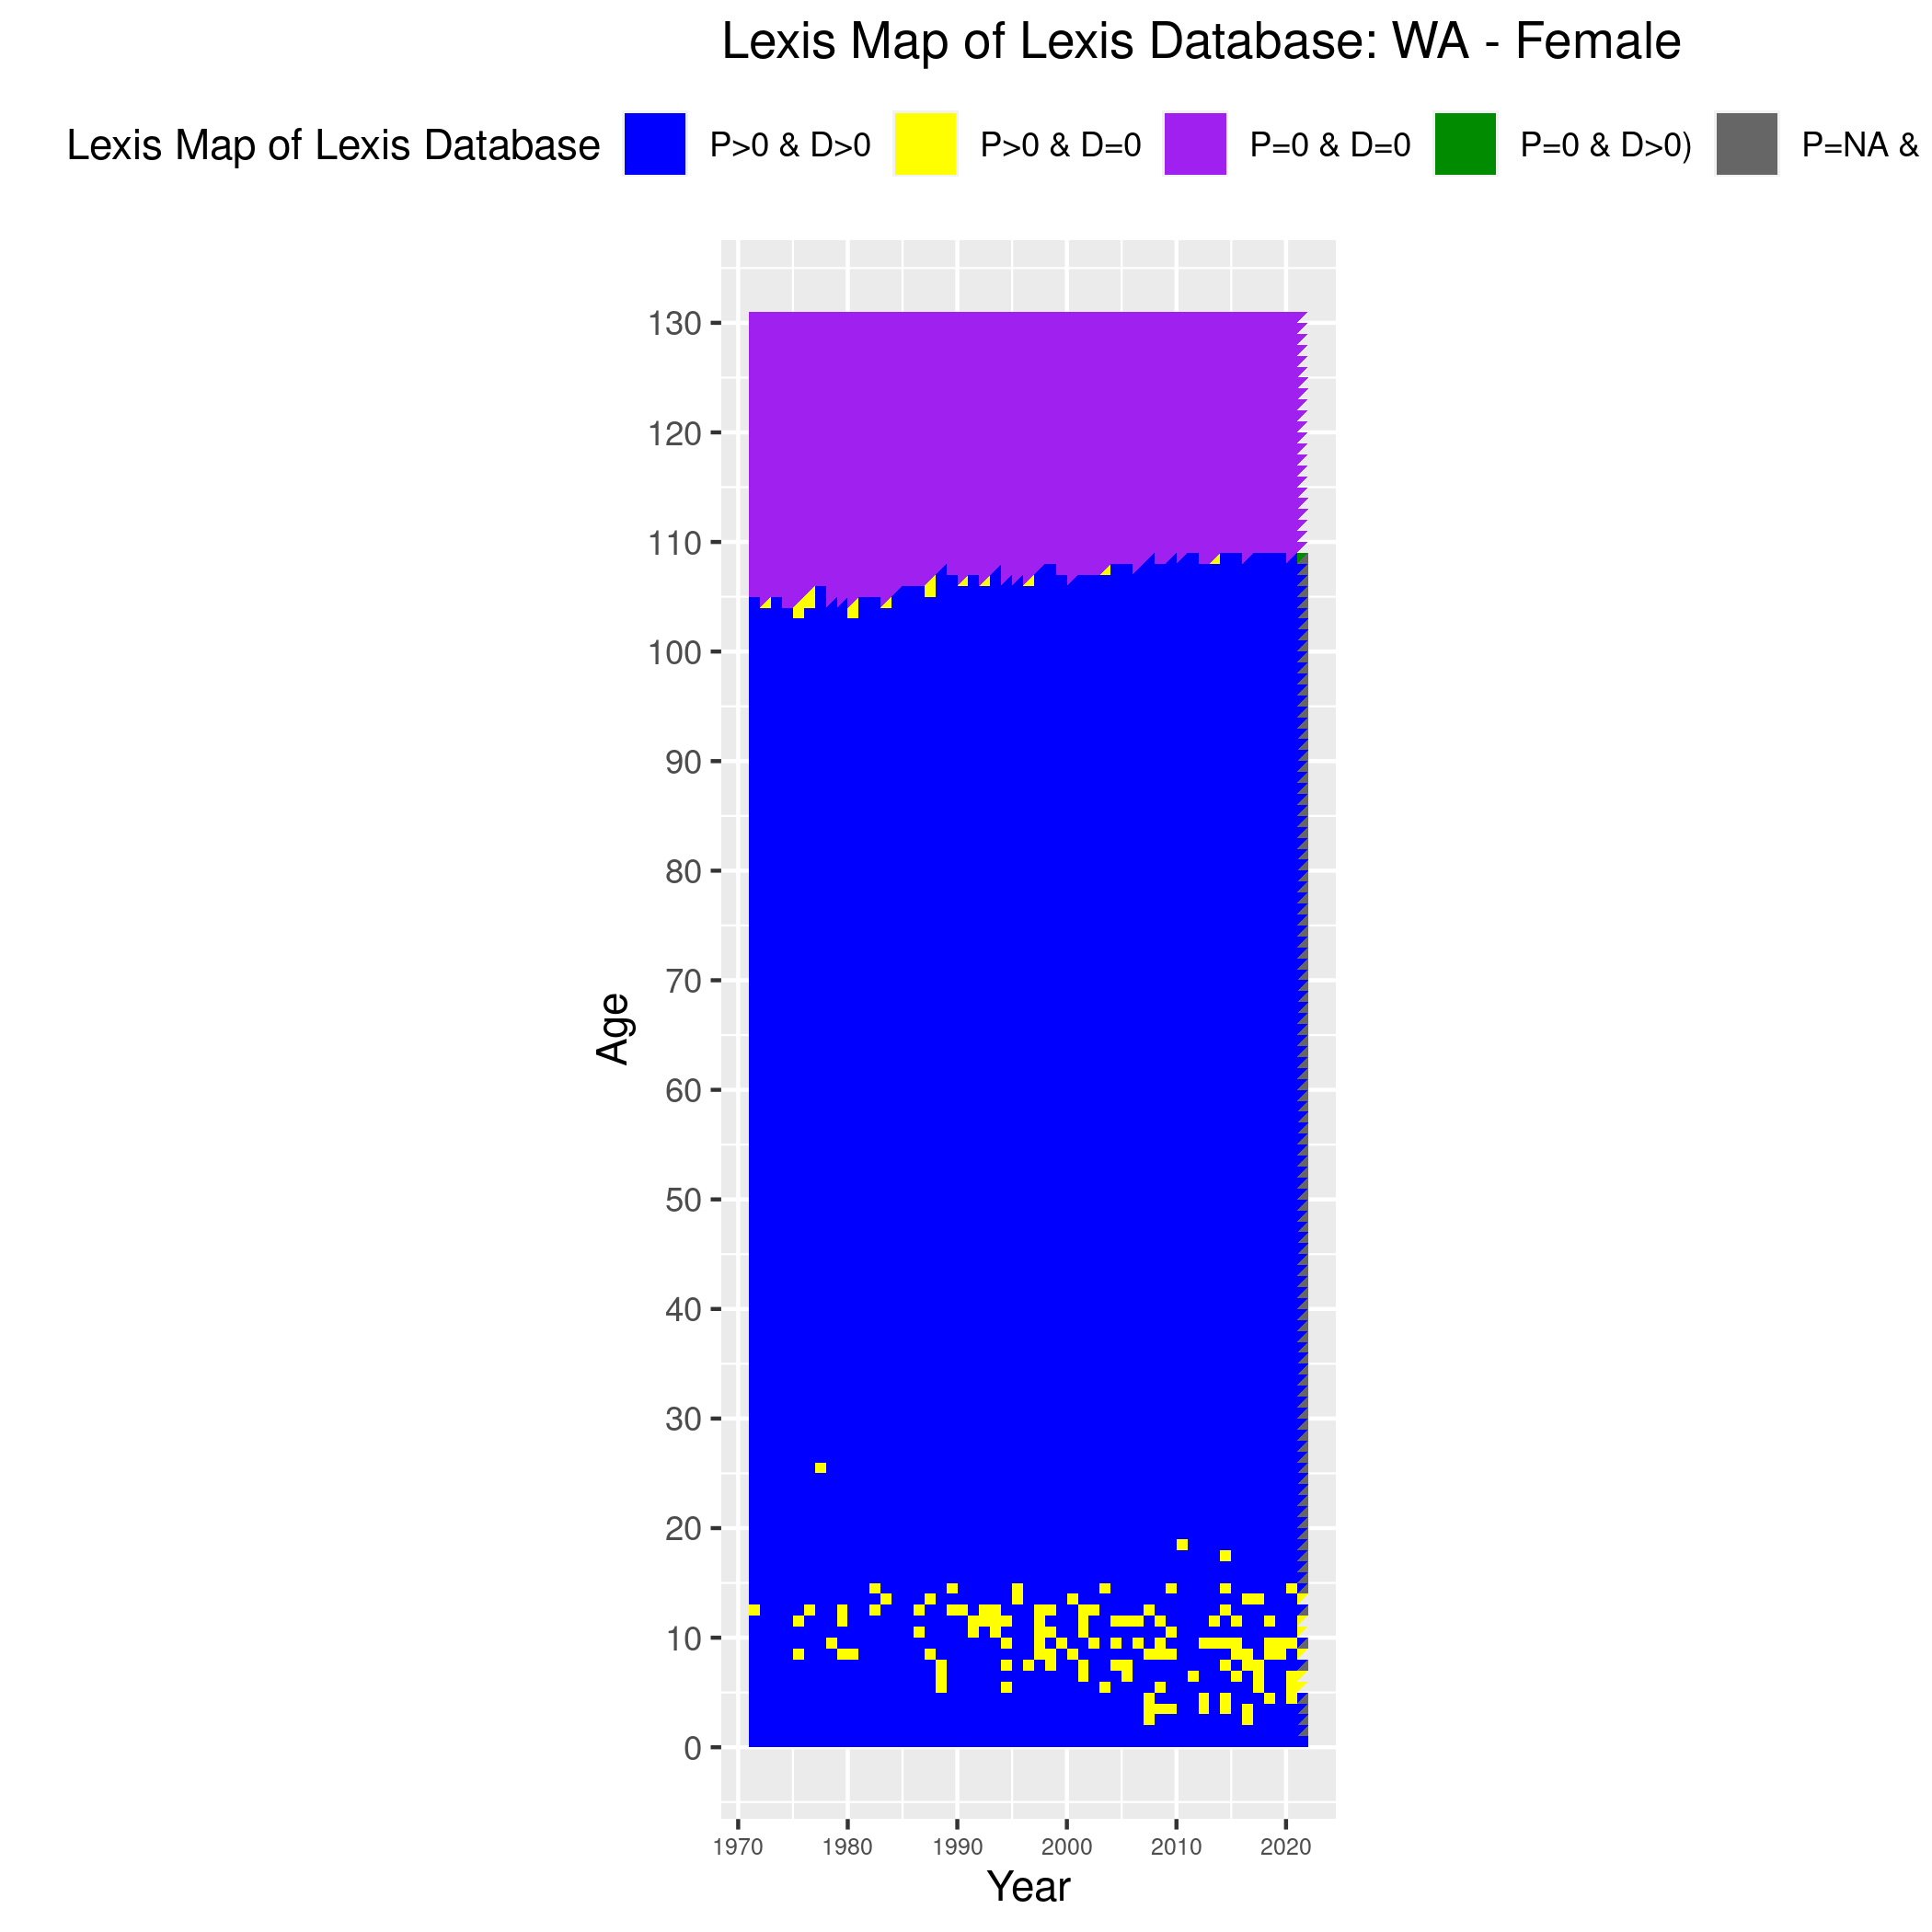 Lexis Map of Lexis Database: WA - Female
Lexis Map of Lexis Database P>0 & D>0 P>0 & D=0 P=0 & D=0 P=0 & D>0) P=NA &
130
120
110
100
90
80
70
60
50
40
30
20
10
0
Age
1970 1980 1990 2000 2010 2020
Year